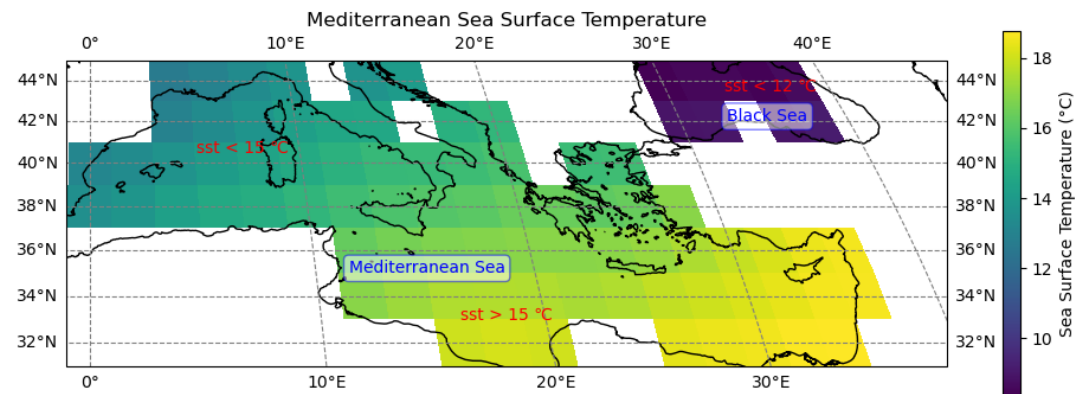 Mediterranean Sea Surface Temperature
0° 10°E 20°E 30°E 40°E
44°N 44°N 18
sst < 12 ℃
42°N Black Sea 42°N
16
sst < 15 ℃
40°N 40°N
38°N 38°N 14
36°N 36°N
Mediterranean Sea 12
34°N 34°N
sst > 15 ℃
32°N 32°N 10
0° 10°E 20°E 30°E
Sea Surface Temperature (°C)